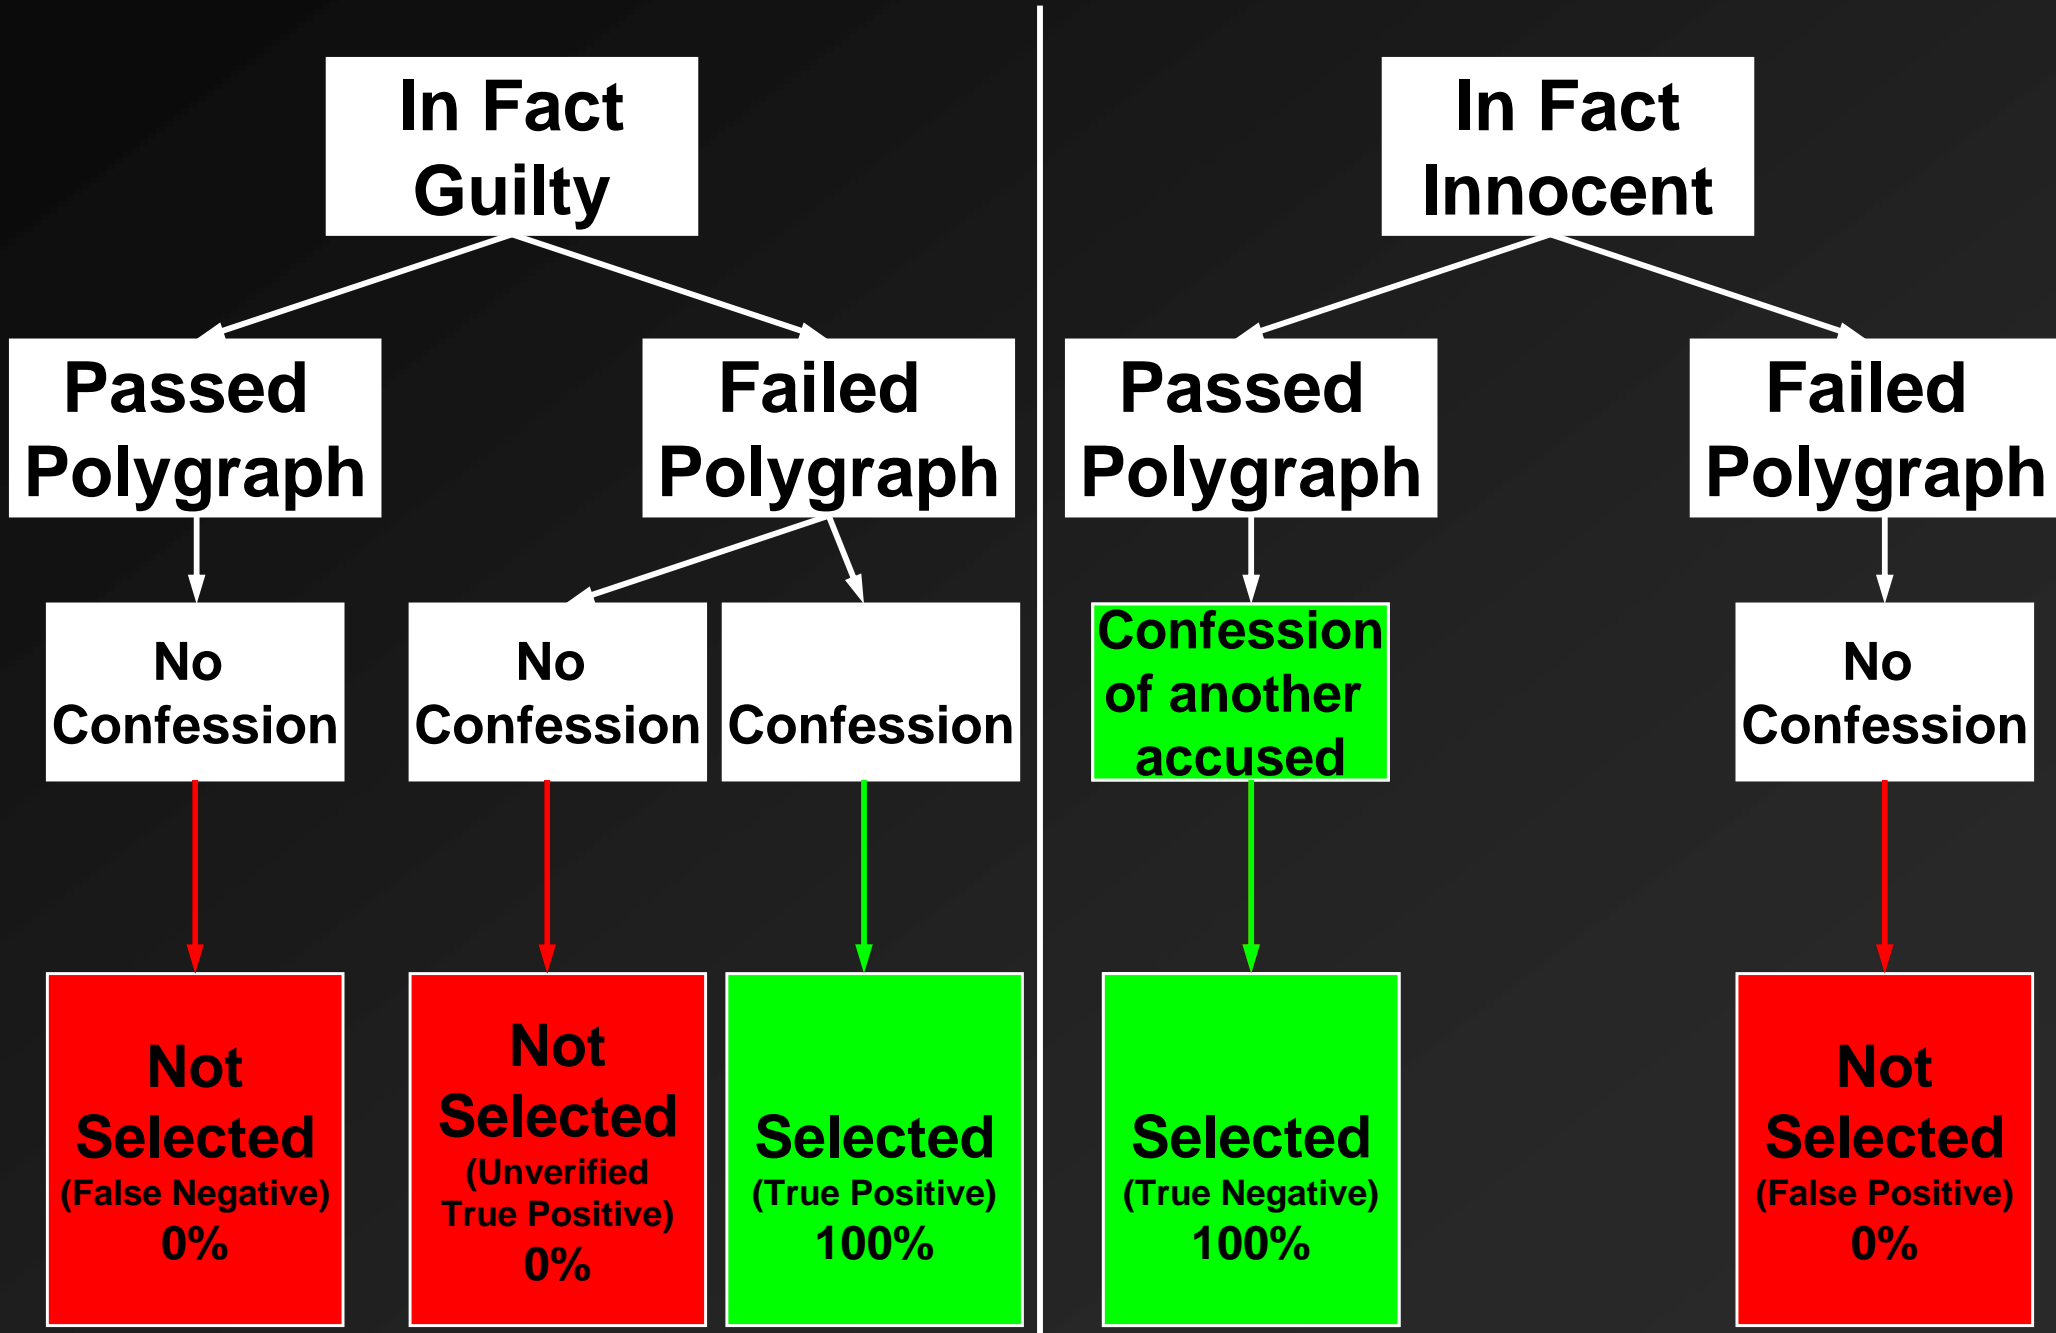 In Fact
Guilty
In Fact
Innocent
Passed
Polygraph
Failed
Polygraph
Passed
Polygraph
Failed
Polygraph
No
Confession
No
Confession
Confession
Confession
of another
accused
No
Confession
Not
Selected
(False Negative)
0%
Not
Selected
(Unverified
True Positive)
0%
Selected
(True Positive)
100%
Selected
(True Negative)
100%
Not
Selected
(False Positive)
0%